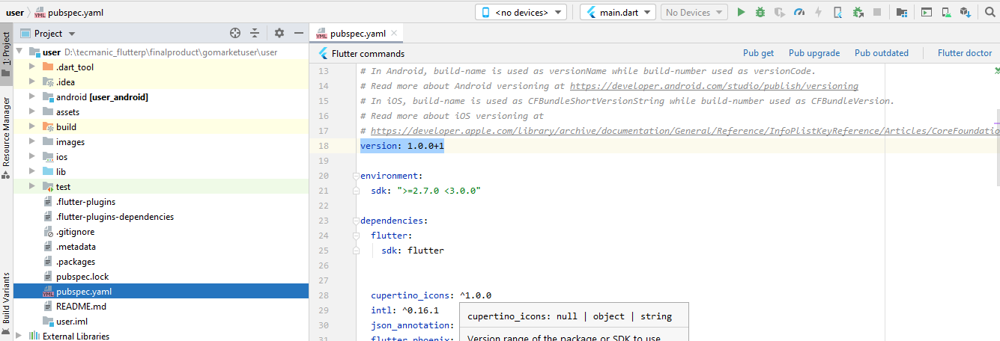 user
pubspec.yaml
<no devices>
main.dart
No Devices
1: Project
Resource Manager
Build Variants
Project
user D:\tecmanic_flutterp\finalproduct\gomarketuser\user
.dart_tool
.idea
android [user_android]
assets
build
images
ios
lib
test
.flutter-plugins
.flutter-plugins-dependencies
.gitignore
.metadata
.packages
pubspec.lock
YML pubspec.yaml
README.md
user.iml
External Libraries
YML pubspec.yaml
Flutter commands
Pub get
Pub upgrade
Pub outdated
Flutter doctor
13 # In Android, build-name is used as versionName while build-number used as versionCode.
14 # Read more about Android versioning at https://developer.android.com/studio/publish/versioning
15 # In iOS, build-name is used as CFBundleShortVersionString while build-number used as CFBundleVersion.
16 # Read more about iOS versioning at
17 # https://developer.apple.com/library/archive/documentation/General/Reference/InfoPlistKeyReference/Articles/CoreFoundatio
18 version: 1.0.0+1
19
20 environment:
21 sdk: ">=2.7.0 <3.0.0"
22
23 dependencies:
24 flutter:
25 sdk: flutter
26
27
28 cupertino_icons: ^1.0.0
29 intl: ^0.16.1
30 json_annotation:
31 flutter_phoenix:
cupertino_icons: null | object | string
Version range of the package or SDK to use